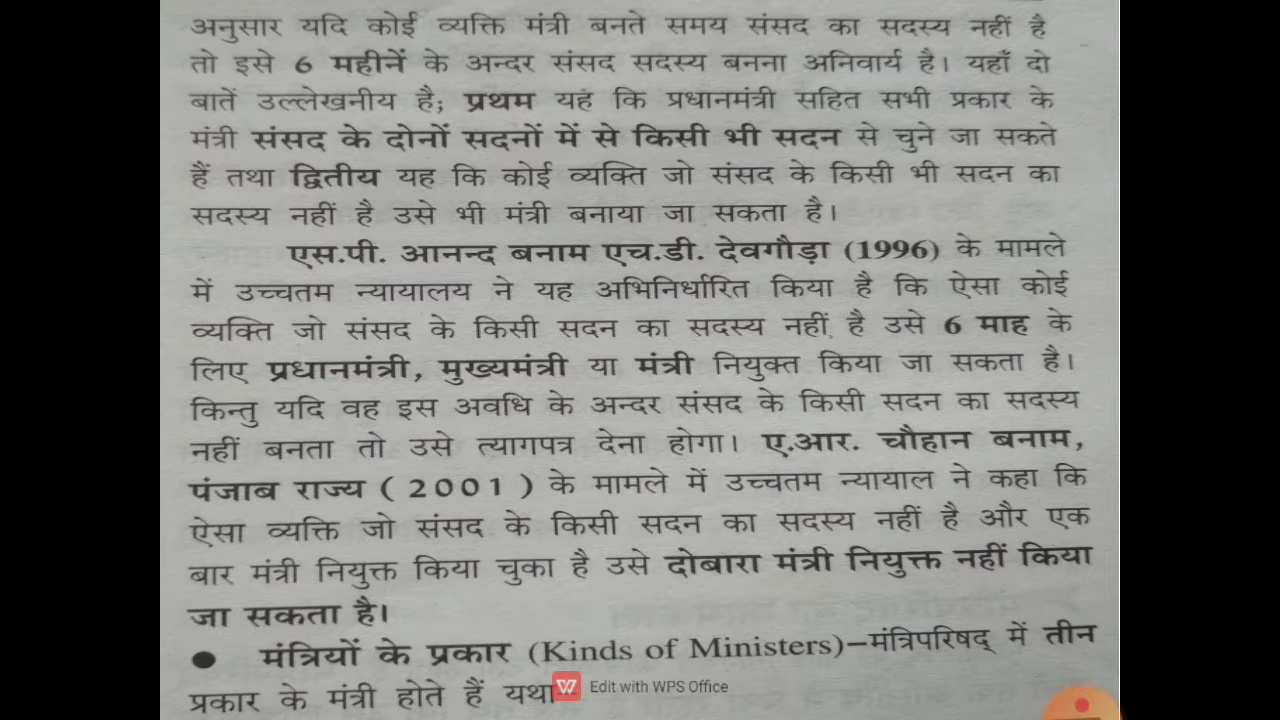 अनुसार यदि कोई व्यक्ति मंत्री बनते समय संसद का सदस्य नहीं है
तो इसे 6 महीनें के अन्दर संसद सदस्य बनना अनिवार्य है। यहाँ दो
बातें उल्लेखनीय है; प्रथम यहं कि प्रधानमंत्री सहित सभी प्रकार के
मंत्री संसद के दोनों सदनों में से किसी भी सदन से चुने जा सकते
हैं तथा द्वितीय यह कि कोई व्यक्ति जो संसद के किसी भी सदन का
सदस्य नहीं है उसे भी मंत्री बनाया जा सकता है।
एस.पी. आनन्द बनाम एच.डी. देवगौड़ा (1996) के मामले
में उच्चतम न्यायालय ने यह अभिनिर्धारित किया है कि ऐसा कोई
व्यक्ति जो संसद के किसी सदन का सदस्य नहीं है उसे 6 माह के
लिए प्रधानमंत्री, मुख्यमंत्री या मंत्री नियुक्त किया जा सकता है।
किन्तु यदि वह इस अवधि के अन्दर संसद के किसी सदन का सदस्य
नहीं बनता तो उसे त्यागपत्र देना होगा। ए.आर. चौहान बनाम,
पंजाब राज्य ( 2001 ) के मामले में उच्चतम न्यायाल ने कहा कि
ऐसा व्यक्ति जो संसद के किसी सदन का सदस्य नहीं है और एक
बार मंत्री नियुक्त किया चुका है उसे दोबारा मंत्री नियुक्त नहीं किया
जा सकता है।
● मंत्रियों के प्रकार (Kinds of Ministers)–मंत्रिपरिषद् में तीन
प्रकार के मंत्री होते हैं यथा–
Edit with WPS Office